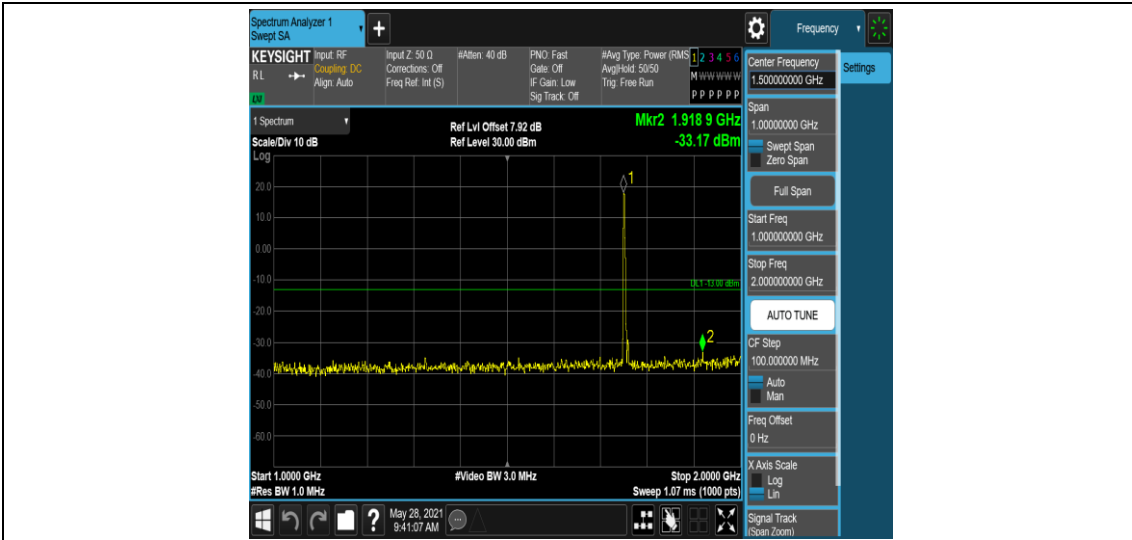 Spectrum Analyzer 1
Swept SA
+
Frequency
KEYSIGHT
RL
LXI
Input: RF
Coupling: DC
Align: Auto
Input Z: 50 Ω
Corrections: Off
Freq Ref: Int (S)
#Atten: 40 dB
PNO: Fast
Gate: Off
IF Gain: Low
Sig Track: Off
#Avg Type: Power (RMS
Avg|Hold: 50/50
Trig: Free Run
1 2 3 4 5 6
M W W W W W
P P P P P P
1 Spectrum
Scale/Div 10 dB
Log
Ref Lvl Offset 7.92 dB
Ref Level 30.00 dBm
Mkr2 1.918 9 GHz
-33.17 dBm
1
20.0
10.0
0.00
-10.0
DL1 -13.00 dBm
-20.0
2
-30.0
-40.0
-50.0
-60.0
Start 1.0000 GHz
#Res BW 1.0 MHz
#Video BW 3.0 MHz
Stop 2.0000 GHz
Sweep 1.07 ms (1000 pts)
?
May 28, 2021
9:41:07 AM
Center Frequency
1.500000000 GHz
Settings
Span
1.00000000 GHz
Swept Span
Zero Span
Full Span
Start Freq
1.000000000 GHz
Stop Freq
2.000000000 GHz
AUTO TUNE
CF Step
100.000000 MHz
Auto
Man
Freq Offset
0 Hz
X Axis Scale
Log
Lin
Signal Track
(Span Zoom)